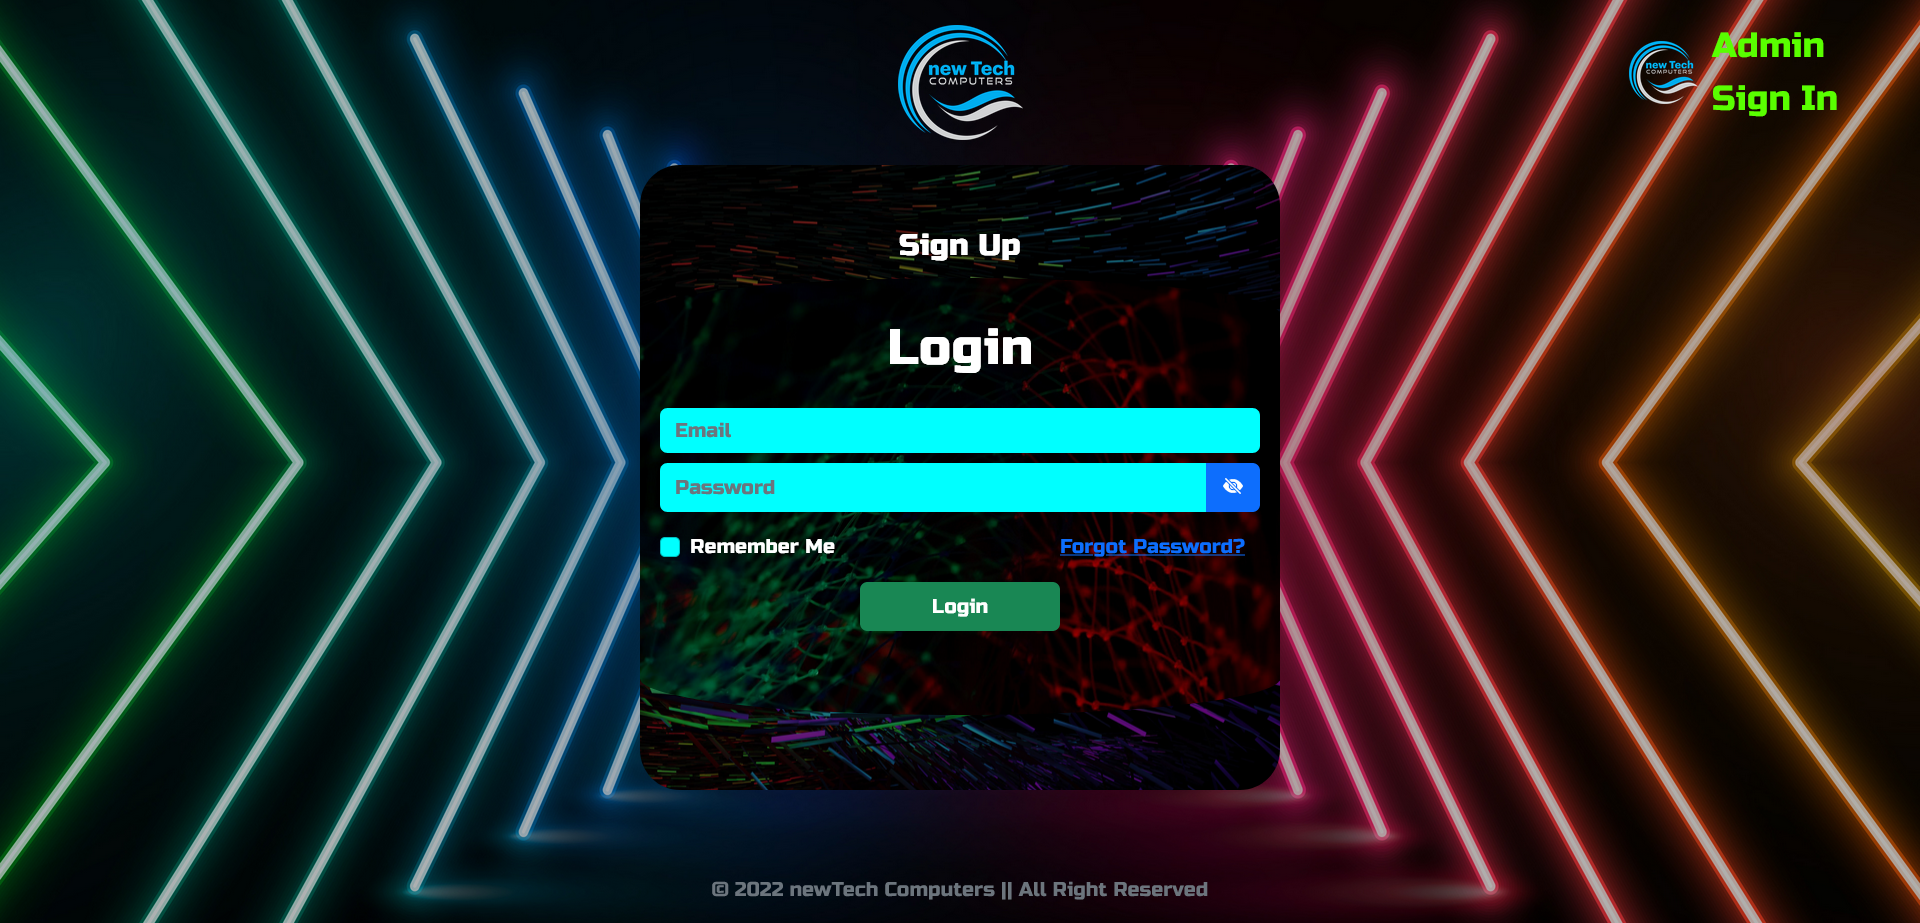 new Tech
COMPUTERS
new Tech
COMPUTERS
Admin
Sign In
Sign Up
Login
Email
Password
Remember Me
Forgot Password?
Login
© 2022 newTech Computers || All Right Reserved